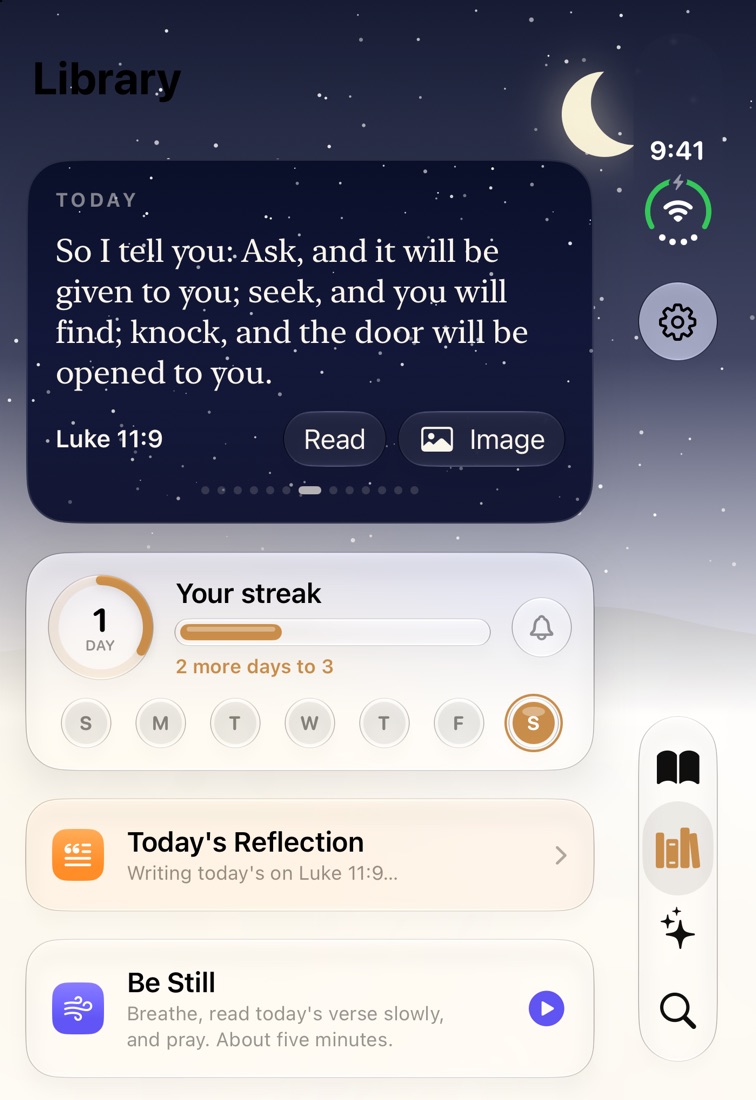 Library
9:41
TODAY
So I tell you: Ask, and it will be
given to you; seek, and you will
find; knock, and the door will be
opened to you.
Luke 11:9
Read
Image
1
DAY
Your streak
2 more days to 3
S
M
T
W
T
F
S
Today's Reflection
Writing today's on Luke 11:9...
Be Still
Breathe, read today's verse slowly,
and pray. About five minutes.